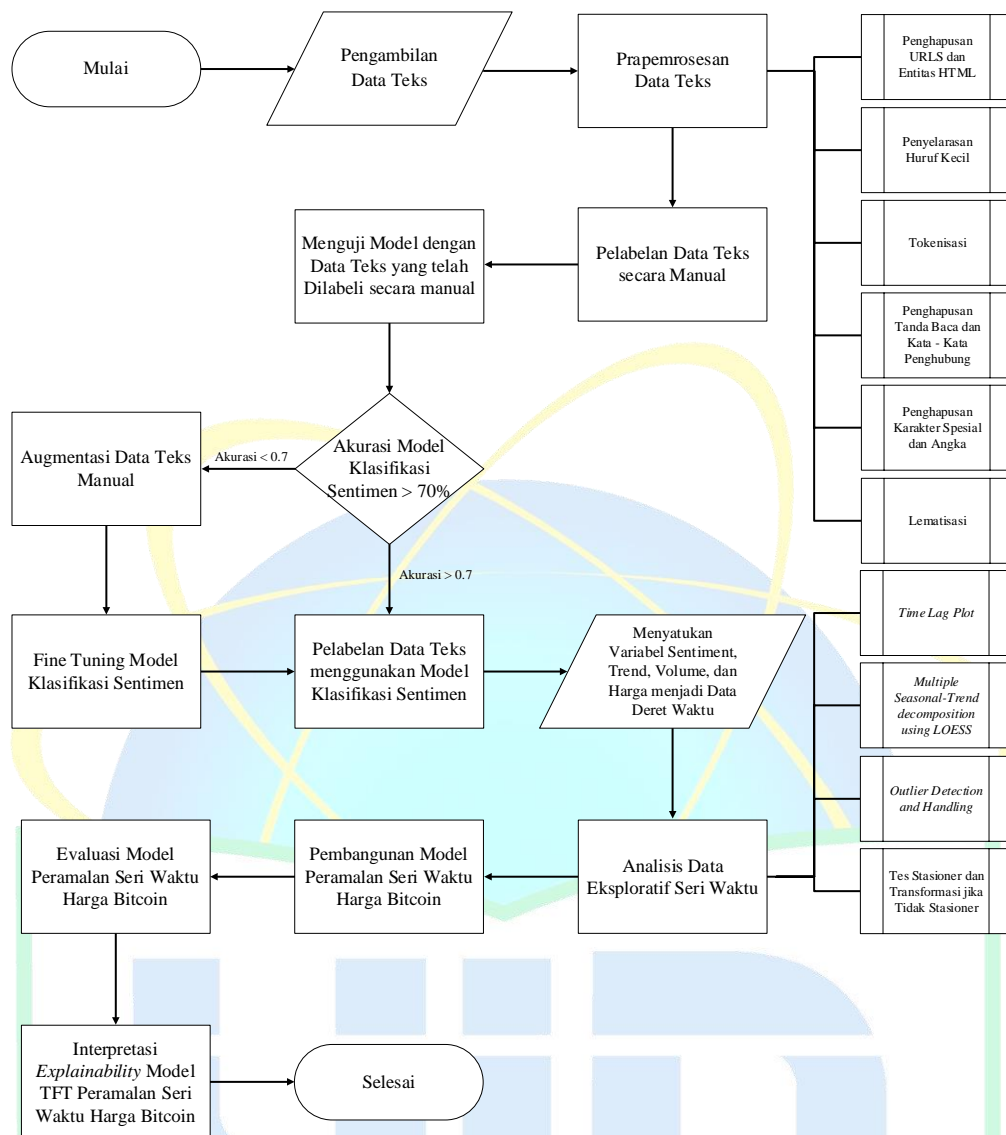 Mulai
Pengambilan
Data Teks
Prapemrosesan
Data Teks
Penghapusan
URLS dan
Entitas HTML
Penyelarasan
Huruf Kecil
Tokenisasi
Penghapusan
Tanda Baca dan
Kata - Kata
Penghubung
Penghapusan
Karakter Spesial
dan Angka
Lematisasi
Pelabelan Data Teks
secara Manual
Menguji Model dengan
Data Teks yang telah
Dilabeli secara manual
Akurasi Model
Klasifikasi
Sentimen > 70%
Akurasi < 0.7
Augmentasi Data Teks
Manual
Akurasi > 0.7
Fine Tuning Model
Klasifikasi Sentimen
Pelabelan Data Teks
menggunakan Model
Klasifikasi Sentimen
Menyatukan
Variabel Sentiment,
Trend, Volume, dan
Harga menjadi Data
Deret Waktu
Analisis Data
Eksploratif Seri Waktu
Time Lag Plot
Multiple
Seasonal-Trend
decomposition
using LOESS
Outlier Detection
and Handling
Tes Stasioner dan
Transformasi jika
Tidak Stasioner
Pembangunan Model
Peramalan Seri Waktu
Harga Bitcoin
Evaluasi Model
Peramalan Seri Waktu
Harga Bitcoin
Interpretasi
Explainability Model
TFT Peramalan Seri
Waktu Harga Bitcoin
Selesai